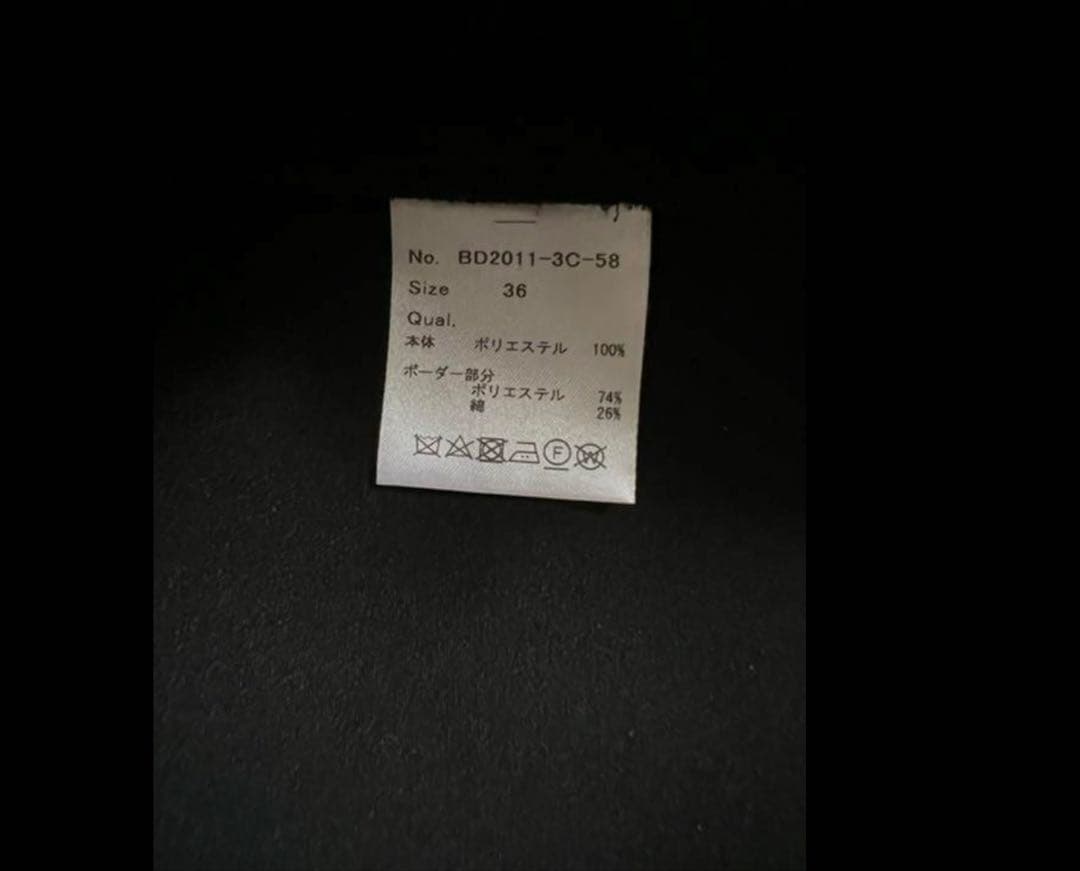 No. BD2011-3C-58
Size 36
Qual.
本体 ポリエステル 100%
ボーダー部分
ポリエステル 74%
綿 26%
F W